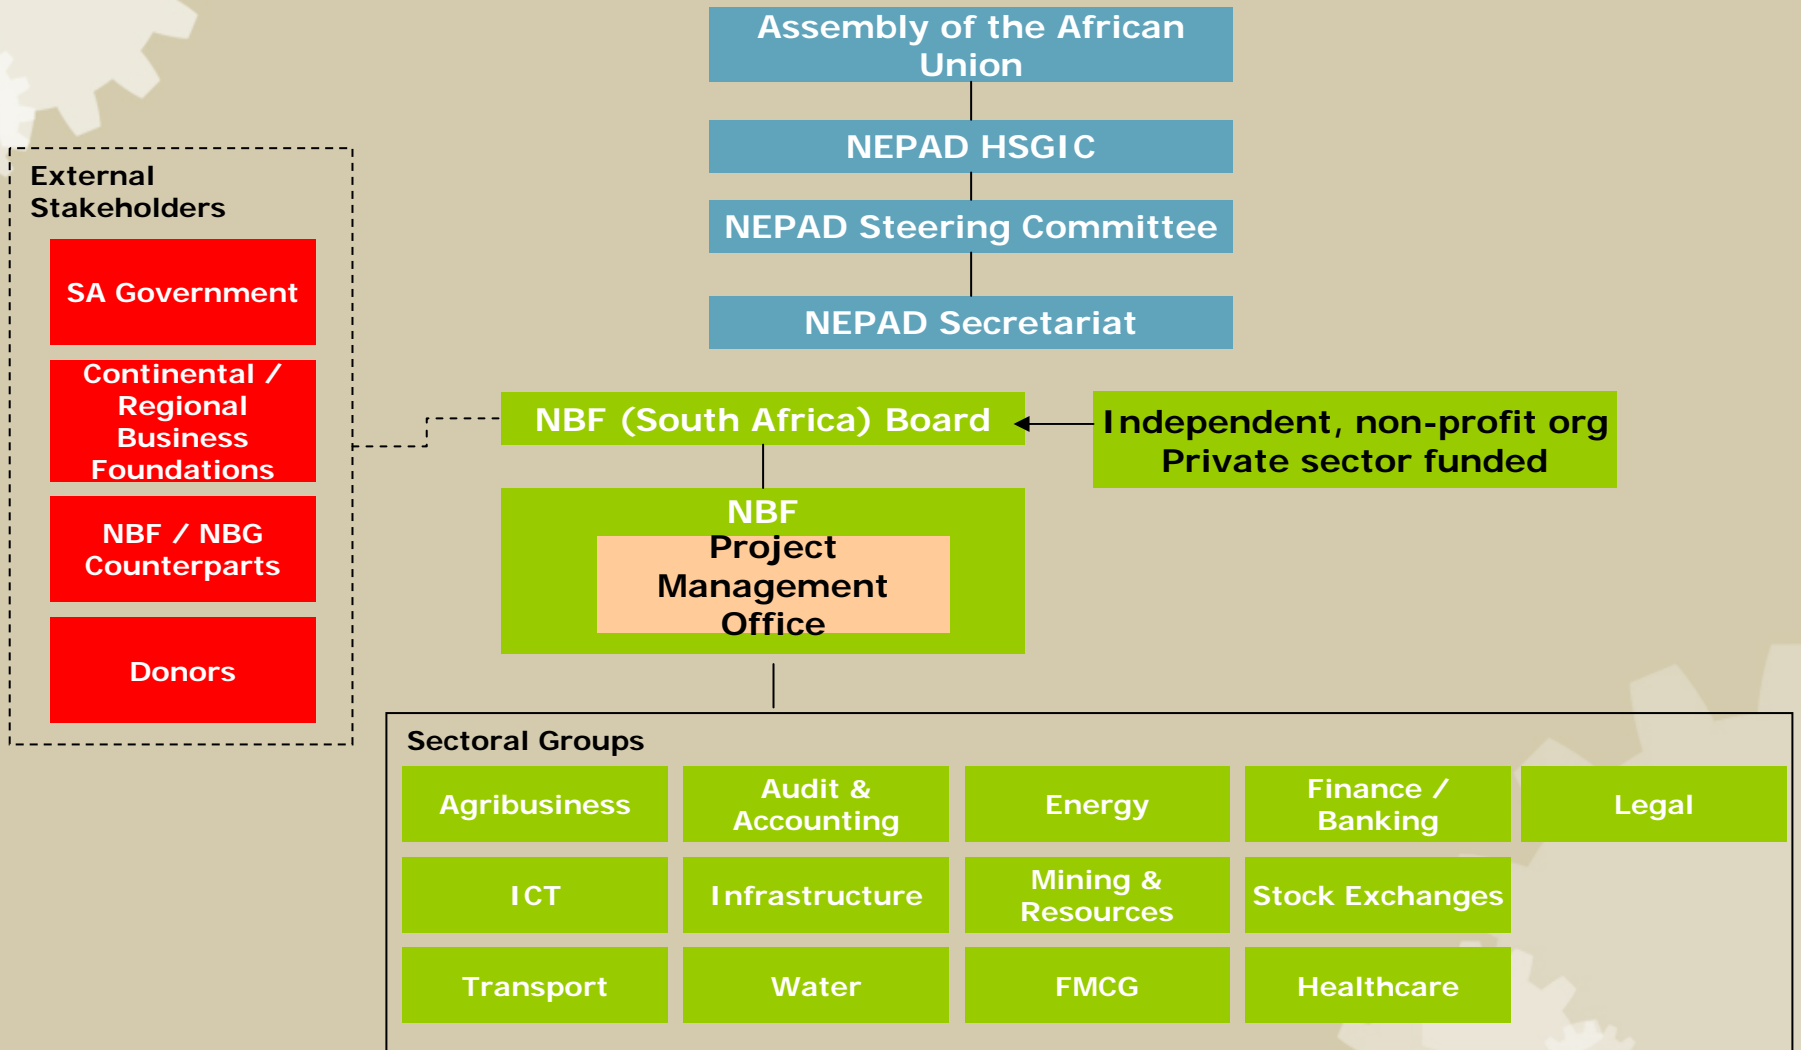 Assembly of the African
Union
NEPAD HSGIC
NEPAD Steering Committee
NEPAD Secretariat
External
Stakeholders
SA Government
Continental /
Regional
Business
Foundations
NBF / NBG
Counterparts
Donors
NBF (South Africa) Board
Independent, non-profit org
Private sector funded
NBF
Project
Management
Office
Sectoral Groups
Agribusiness
Audit &
Accounting
Energy
Finance /
Banking
Legal
ICT
Infrastructure
Mining &
Resources
Stock Exchanges
Transport
Water
FMCG
Healthcare